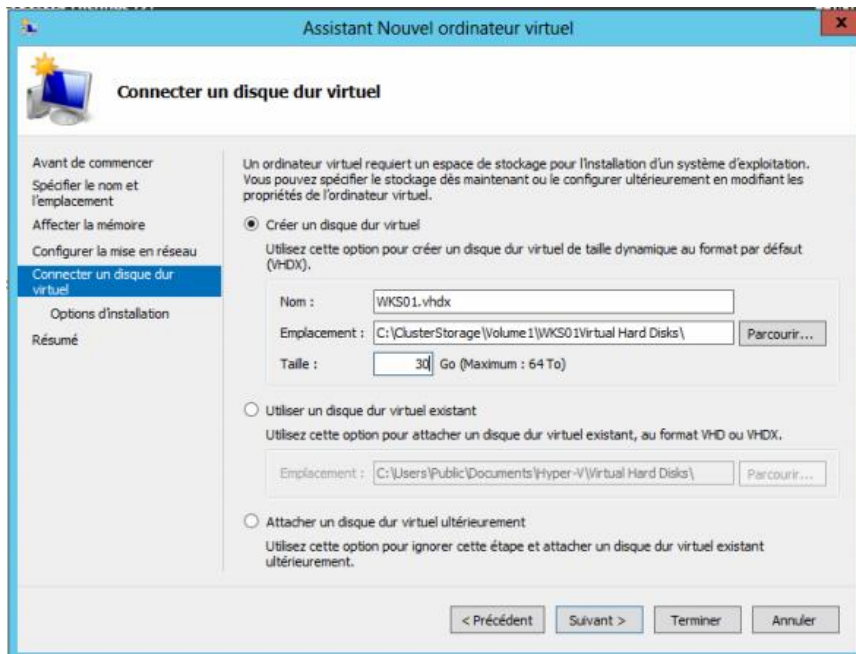 Assistant Nouvel ordinateur virtuel
x
Connecter un disque dur virtuel
Avant de commencer
Spécifier le nom et
l'emplacement
Affecter la mémoire
Configurer la mise en réseau
Connecter un disque dur
virtuel
Options d'installation
Résumé
Un ordinateur virtuel requiert un espace de stockage pour l'installation d'un système d'exploitation.
Vous pouvez spécifier le stockage dès maintenant ou le configurer ultérieurement en modifiant les
propriétés de l'ordinateur virtuel.
Créer un disque dur virtuel
Utilisez cette option pour créer un disque dur virtuel de taille dynamique au format par défaut
(VHDX).
Nom : WKS01.vhdx
Emplacement : C:\ClusterStorage\Volume1\WKS01Virtual Hard Disks\ Parcourir...
Taille : 30 Go (Maximum : 64 To)
Utiliser un disque dur virtuel existant
Utilisez cette option pour attacher un disque dur virtuel existant, au format VHD ou VHDX.
Emplacement : C:\Users\Public\Documents\Hyper-V\Virtual Hard Disks\ Parcourir...
Attacher un disque dur virtuel ultérieurement
Utilisez cette option pour ignorer cette étape et attacher un disque dur virtuel existant
ultérieurement.
< Précédent Suivant > Terminer Annuler